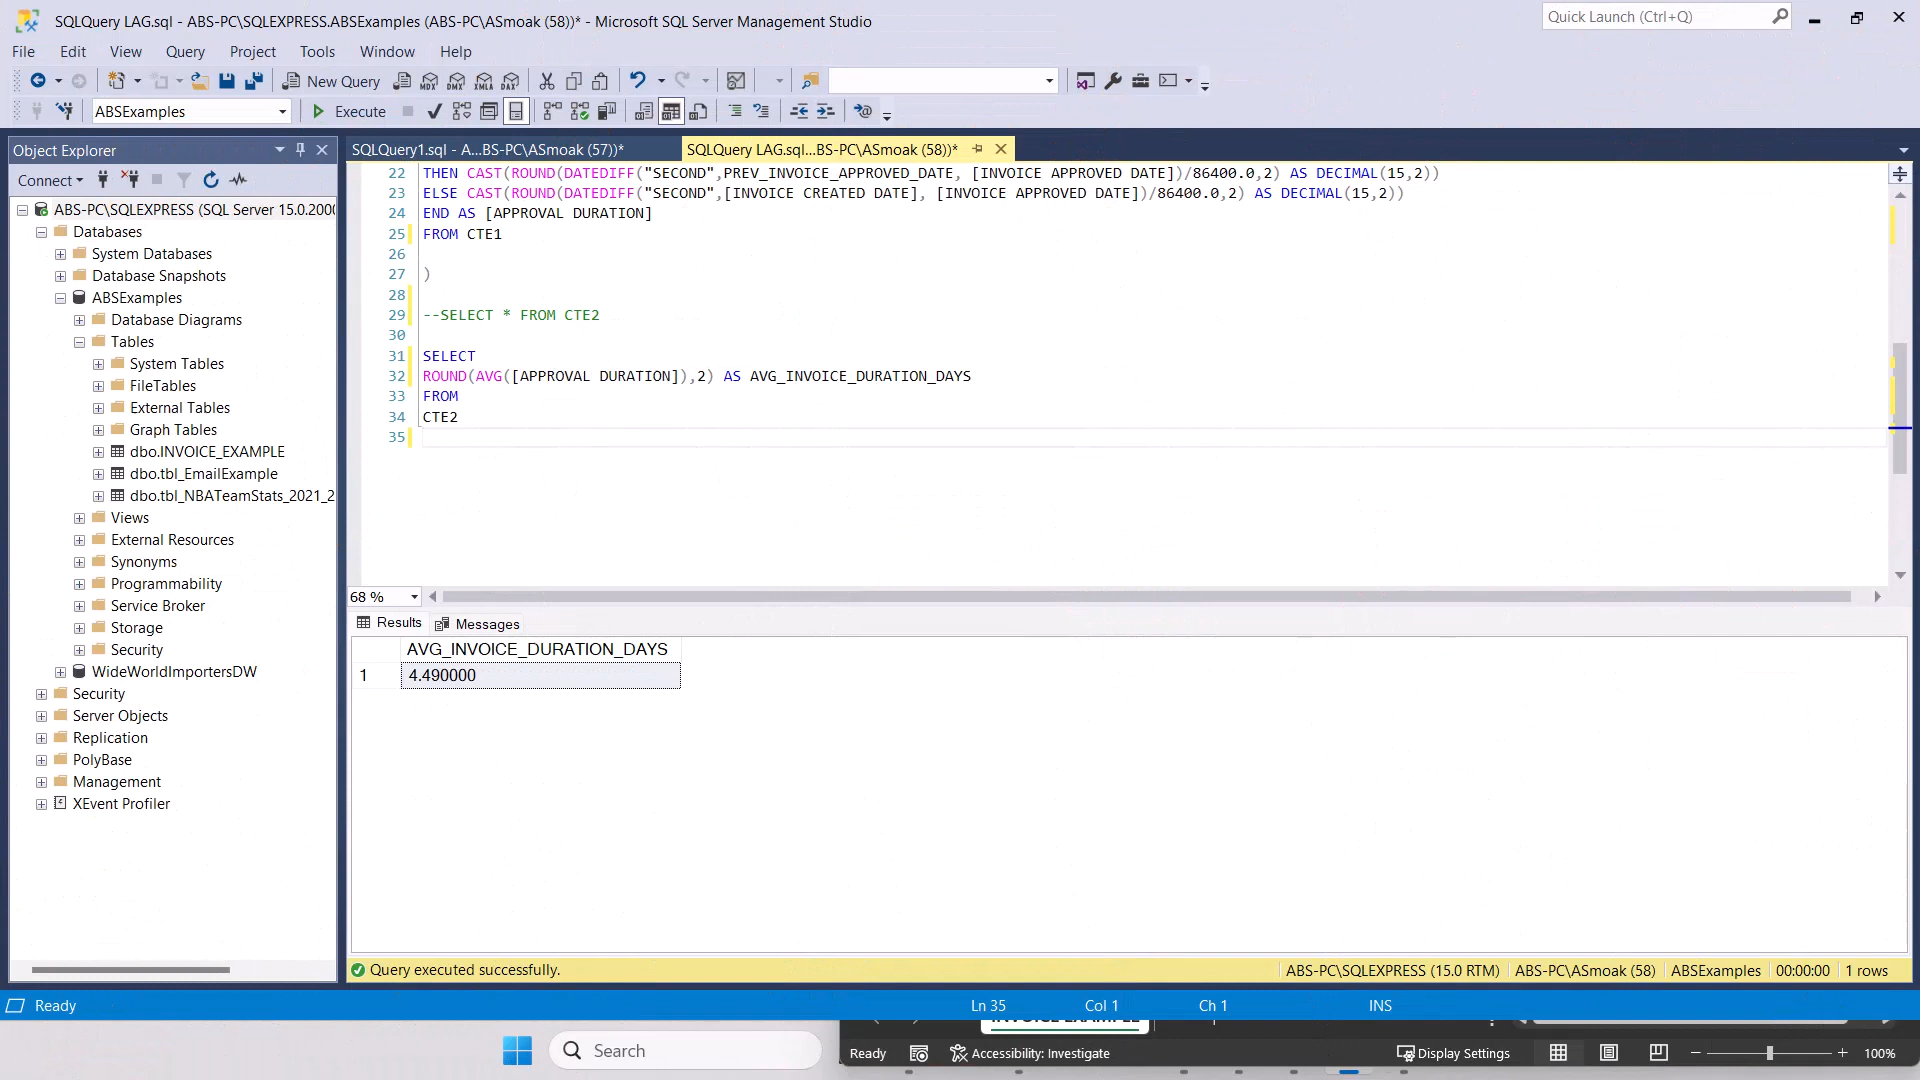 SQLQuery LAG.sql - ABS-PC\SQLEXPRESS.ABSExamples (ABS-PC\ASmoak (58))* - Microsoft SQL Server Management Studio
Quick Launch (Ctrl+Q)
File Edit View Query Project Tools Window Help
New Query MDX DMX XMLA DAX
ABSExamples Execute
Object Explorer
SQLQuery1.sql - A...BS-PC\ASmoak (57))* SQLQuery LAG.sql...BS-PC\ASmoak (58))*
Connect
ABS-PC\SQLEXPRESS (SQL Server 15.0.2000
Databases
System Databases
Database Snapshots
ABSExamples
Database Diagrams
Tables
System Tables
FileTables
External Tables
Graph Tables
dbo.INVOICE_EXAMPLE
dbo.tbl_EmailExample
dbo.tbl_NBATeamStats_2021_2
Views
External Resources
Synonyms
Programmability
Service Broker
Storage
Security
WideWorldImportersDW
Security
Server Objects
Replication
PolyBase
Management
XEvent Profiler
22 THEN CAST(ROUND(DATEDIFF("SECOND",PREV_INVOICE_APPROVED_DATE, [INVOICE APPROVED DATE])/86400.0,2) AS DECIMAL(15,2))
23 ELSE CAST(ROUND(DATEDIFF("SECOND",[INVOICE CREATED DATE], [INVOICE APPROVED DATE])/86400.0,2) AS DECIMAL(15,2))
24 END AS [APPROVAL DURATION]
25 FROM CTE1
26
27 )
28
29 --SELECT * FROM CTE2
30
31 SELECT
32 ROUND(AVG([APPROVAL DURATION]),2) AS AVG_INVOICE_DURATION_DAYS
33 FROM
34 CTE2
35
68 %
Results Messages
AVG_INVOICE_DURATION_DAYS
1 4.490000
Query executed successfully. ABS-PC\SQLEXPRESS (15.0 RTM) ABS-PC\ASmoak (58) ABSExamples 00:00:00 1 rows
Ready Ln 35 Col 1 Ch 1 INS
INVOICE EXAMPLE
Search
Ready Accessibility: Investigate Display Settings 100%